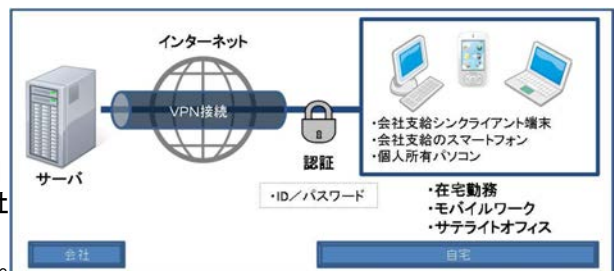 インターネット
VPN接続
サーバ
認証
・ID／パスワード
・会社支給シンクライアント端末
・会社支給のスマートフォン
・個人所有パソコン
・在宅勤務
・モバイルワーク
・サテライトオフィス
社
会社
自宅